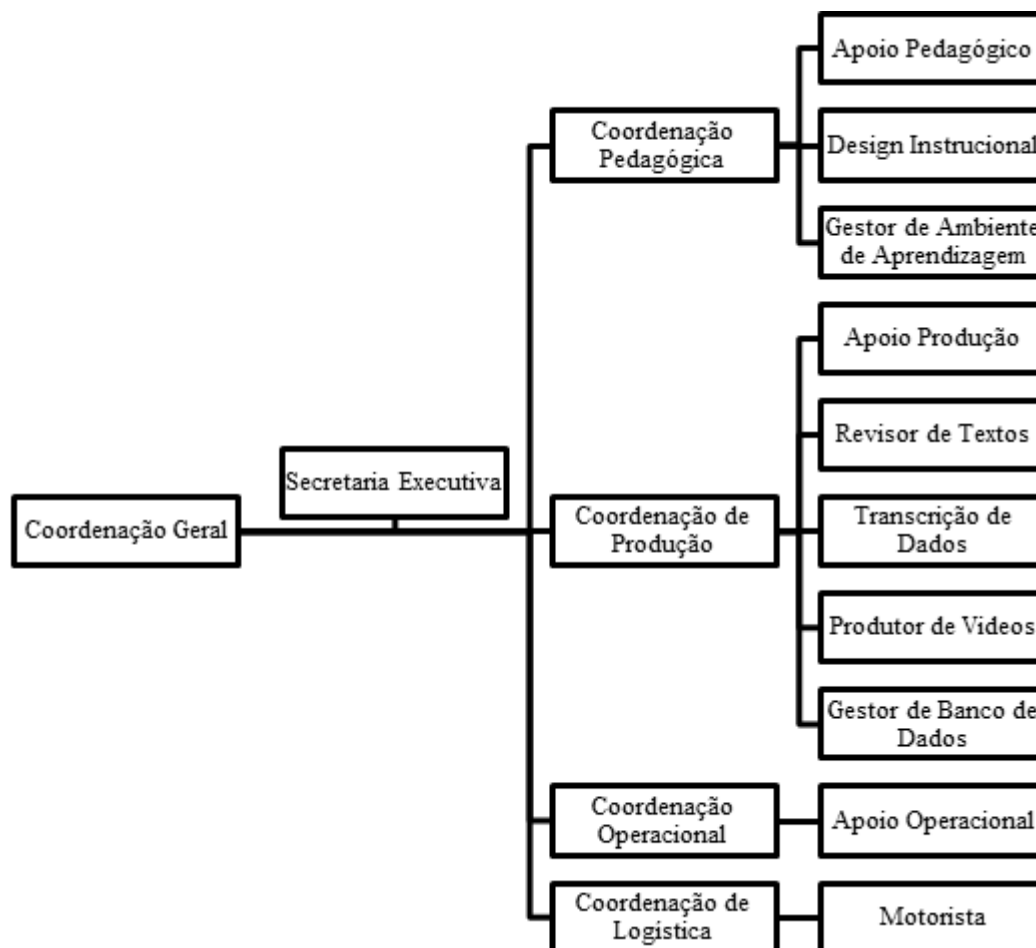 Coordenação Geral
Secretaria Executiva
Coordenação
Pedagógica
Apoio Pedagógico
Design Instrucional
Gestor de Ambiente
de Aprendizagem
Coordenação de
Produção
Apoio Produção
Revisor de Textos
Transcrição de
Dados
Produtor de Videos
Gestor de Banco de
Dados
Coordenação
Operacional
Apoio Operacional
Coordenação de
Logística
Motorista